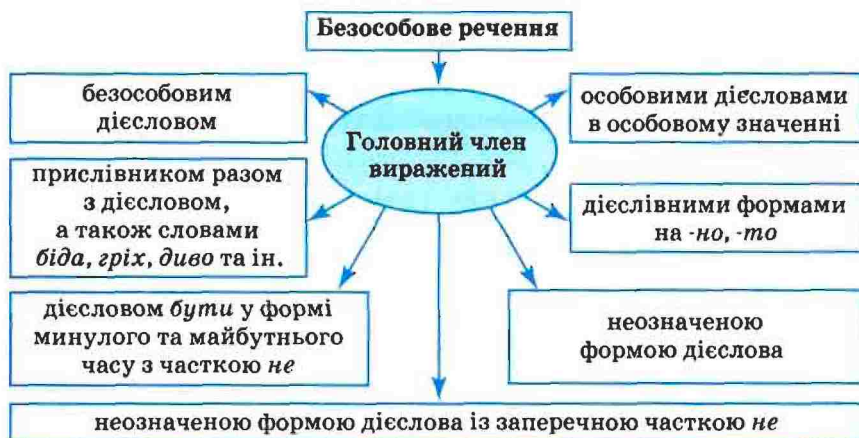 Безособове речення
Головний член
виражений
безособовим
дієсловом
особовими дієсловами
в особовому значенні
прислівником разом
з дієсловом,
а також словами
біда, гріх, диво та ін.
дієслівними формами
на -но, -то
дієсловом бути у формі
минулого та майбутнього
часу з часткою не
неозначеною
формою дієслова
неозначеною формою дієслова із заперечною часткою не